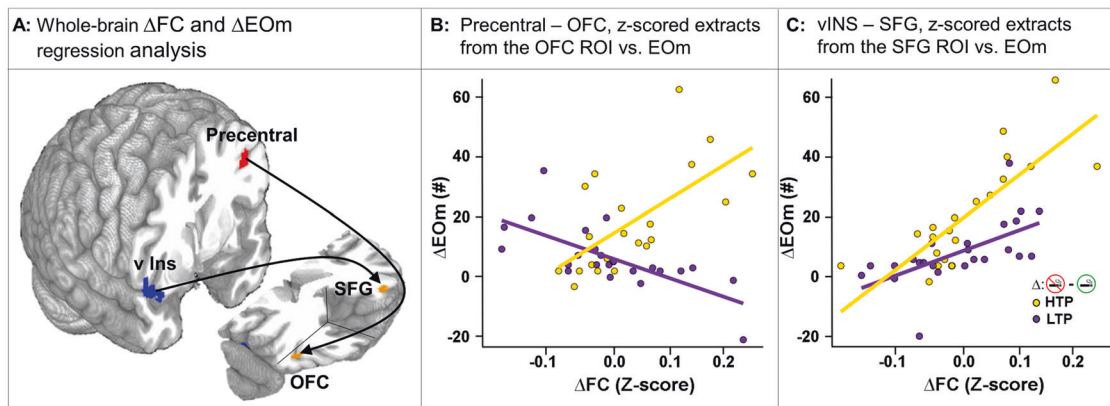 A: Whole-brain ΔFC and ΔEOm
regression analysis
Precentral
v Ins
SFG
OFC
B: Precentral – OFC, z-scored extracts
from the OFC ROI vs. EOm
60
40
20
0
-20
ΔEOm (#)
-0.1 0.0 0.1 0.2
ΔFC (Z-score)
C: vINS – SFG, z-scored extracts
from the SFG ROI vs. EOm
60
40
20
0
-20
ΔEOm (#)
Δ: -
HTP
LTP
-0.1 0.0 0.1 0.2
ΔFC (Z-score)